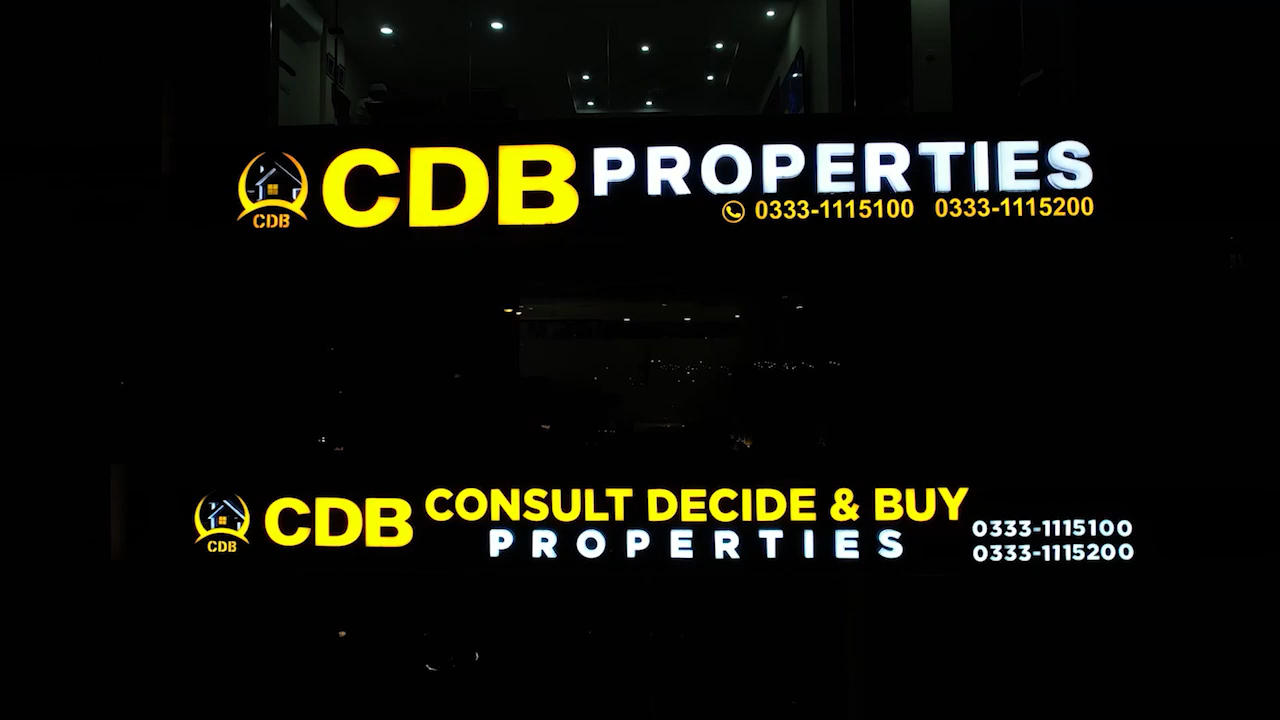 CDB CDB PROPERTIES
0333-1115100 0333-1115200
CDB CDB CONSULT DECIDE & BUY
PROPERTIES
0333-1115100
0333-1115200